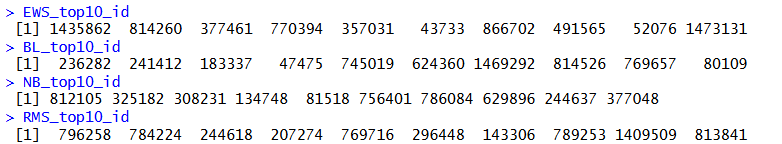 > EWS_top10_id
[1] 1435862 814260 377461 770394 357031 43733 866702 491565 52076 1473131
> BL_top10_id
[1] 236282 241412 183337 47475 745019 624360 1469292 814526 769657 80109
> NB_top10_id
[1] 812105 325182 308231 134748 81518 756401 786084 629896 244637 377048
> RMS_top10_id
[1] 796258 784224 244618 207274 769716 296448 143306 789253 1409509 813841